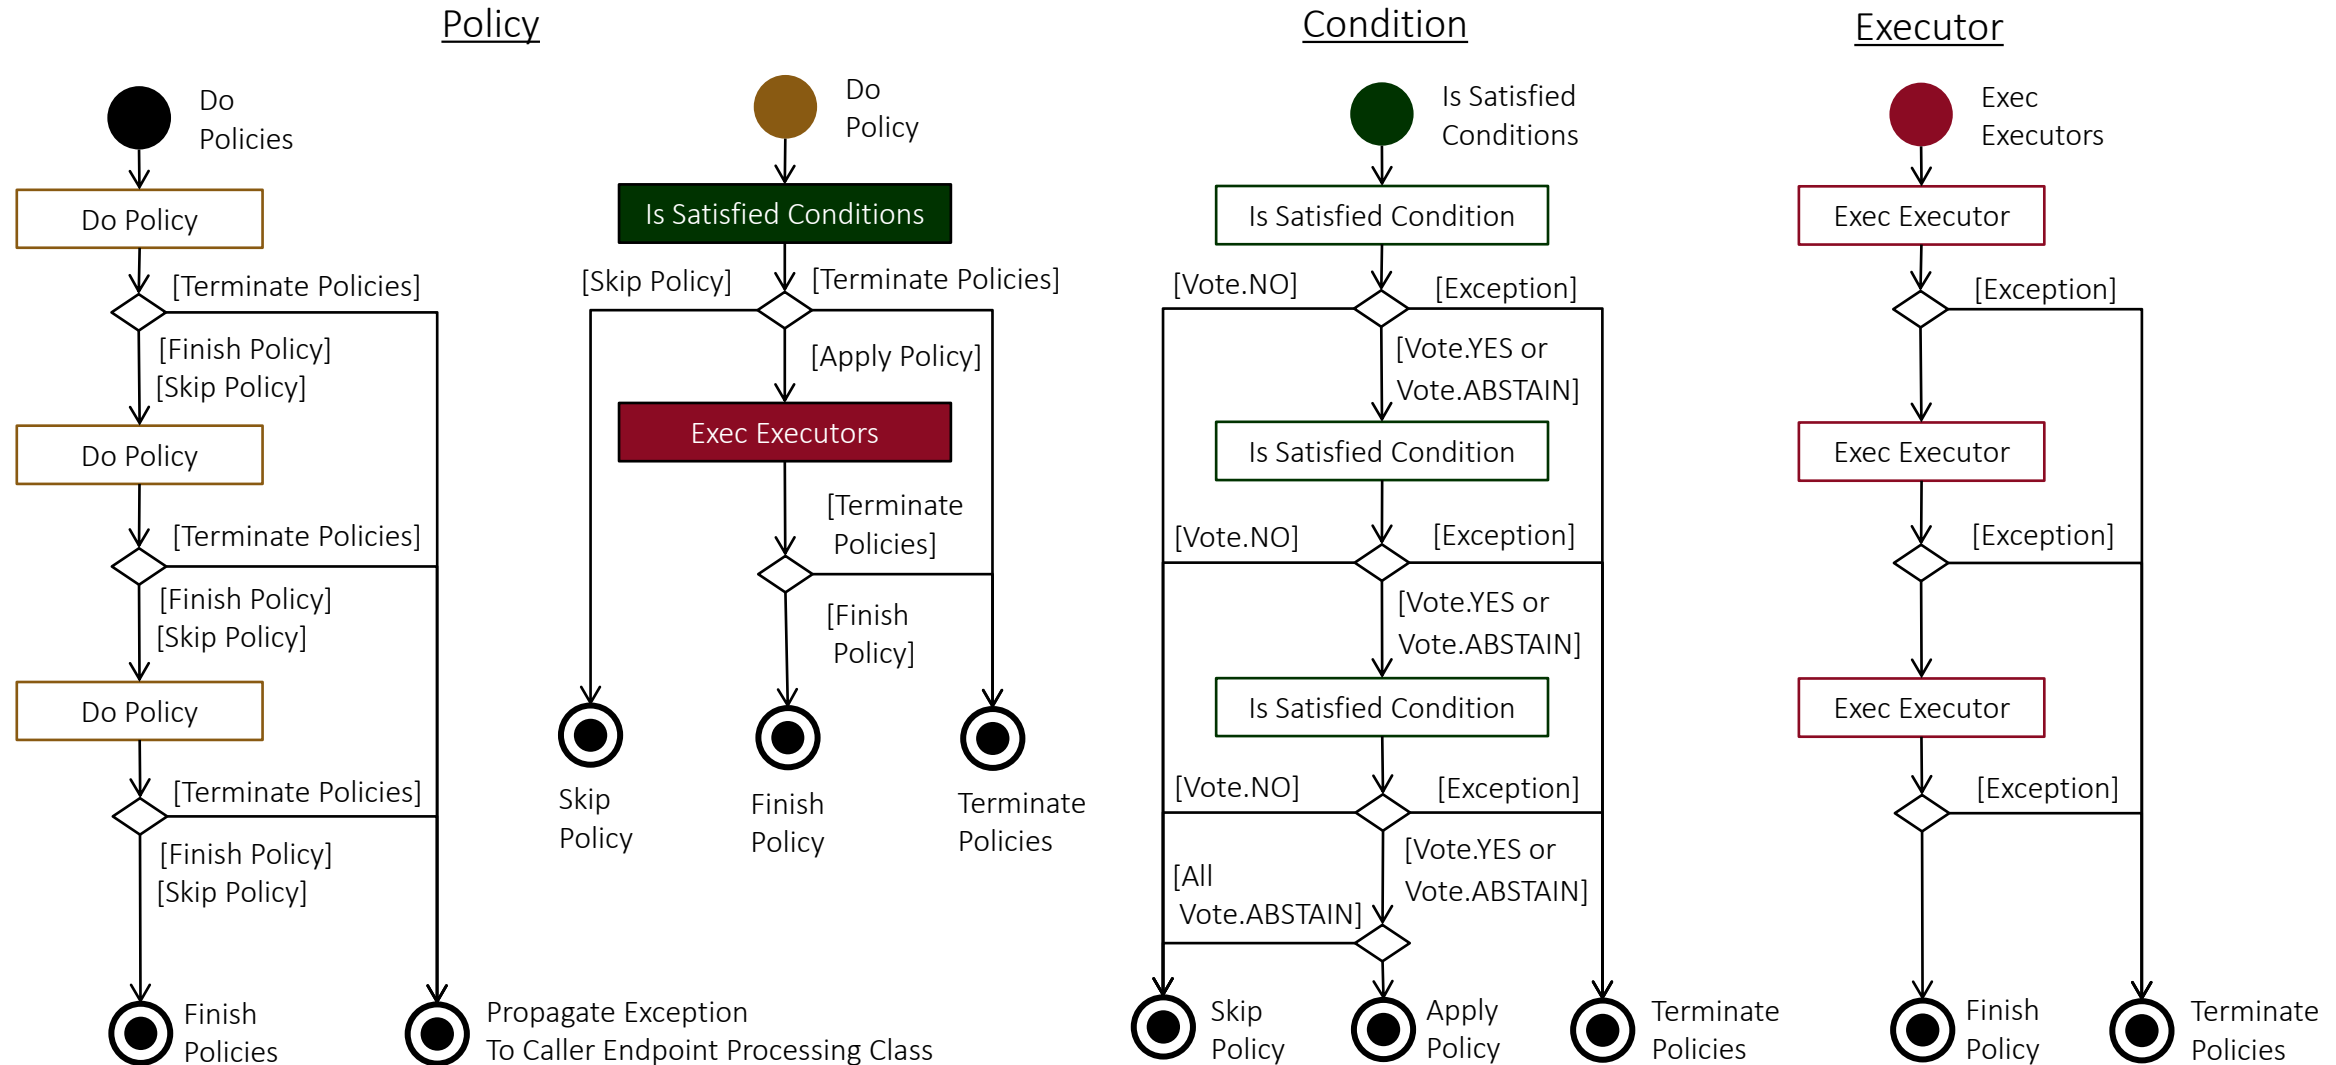 Policy
Do
Policies
Do Policy
[Terminate Policies]
[Finish Policy]
[Skip Policy]
Do Policy
[Terminate Policies]
[Finish Policy]
[Skip Policy]
Do Policy
[Terminate Policies]
[Finish Policy]
[Skip Policy]
Finish
Policies
Propagate Exception
To Caller Endpoint Processing Class
Do
Policy
Is Satisfied Conditions
[Skip Policy]
[Terminate Policies]
[Apply Policy]
Exec Executors
[Terminate
Policies]
[Finish
Policy]
Skip
Policy
Finish
Policy
Terminate
Policies
Condition
Is Satisfied
Conditions
Is Satisfied Condition
[Vote.NO]
[Exception]
[Vote.YES or
Vote.ABSTAIN]
Is Satisfied Condition
[Vote.NO]
[Exception]
[Vote.YES or
Vote.ABSTAIN]
Is Satisfied Condition
[Vote.NO]
[Exception]
[Vote.YES or
Vote.ABSTAIN]
[All
Vote.ABSTAIN]
Skip
Policy
Apply
Policy
Terminate
Policies
Executor
Exec
Executors
Exec Executor
[Exception]
Exec Executor
[Exception]
Exec Executor
[Exception]
Finish
Policy
Terminate
Policies